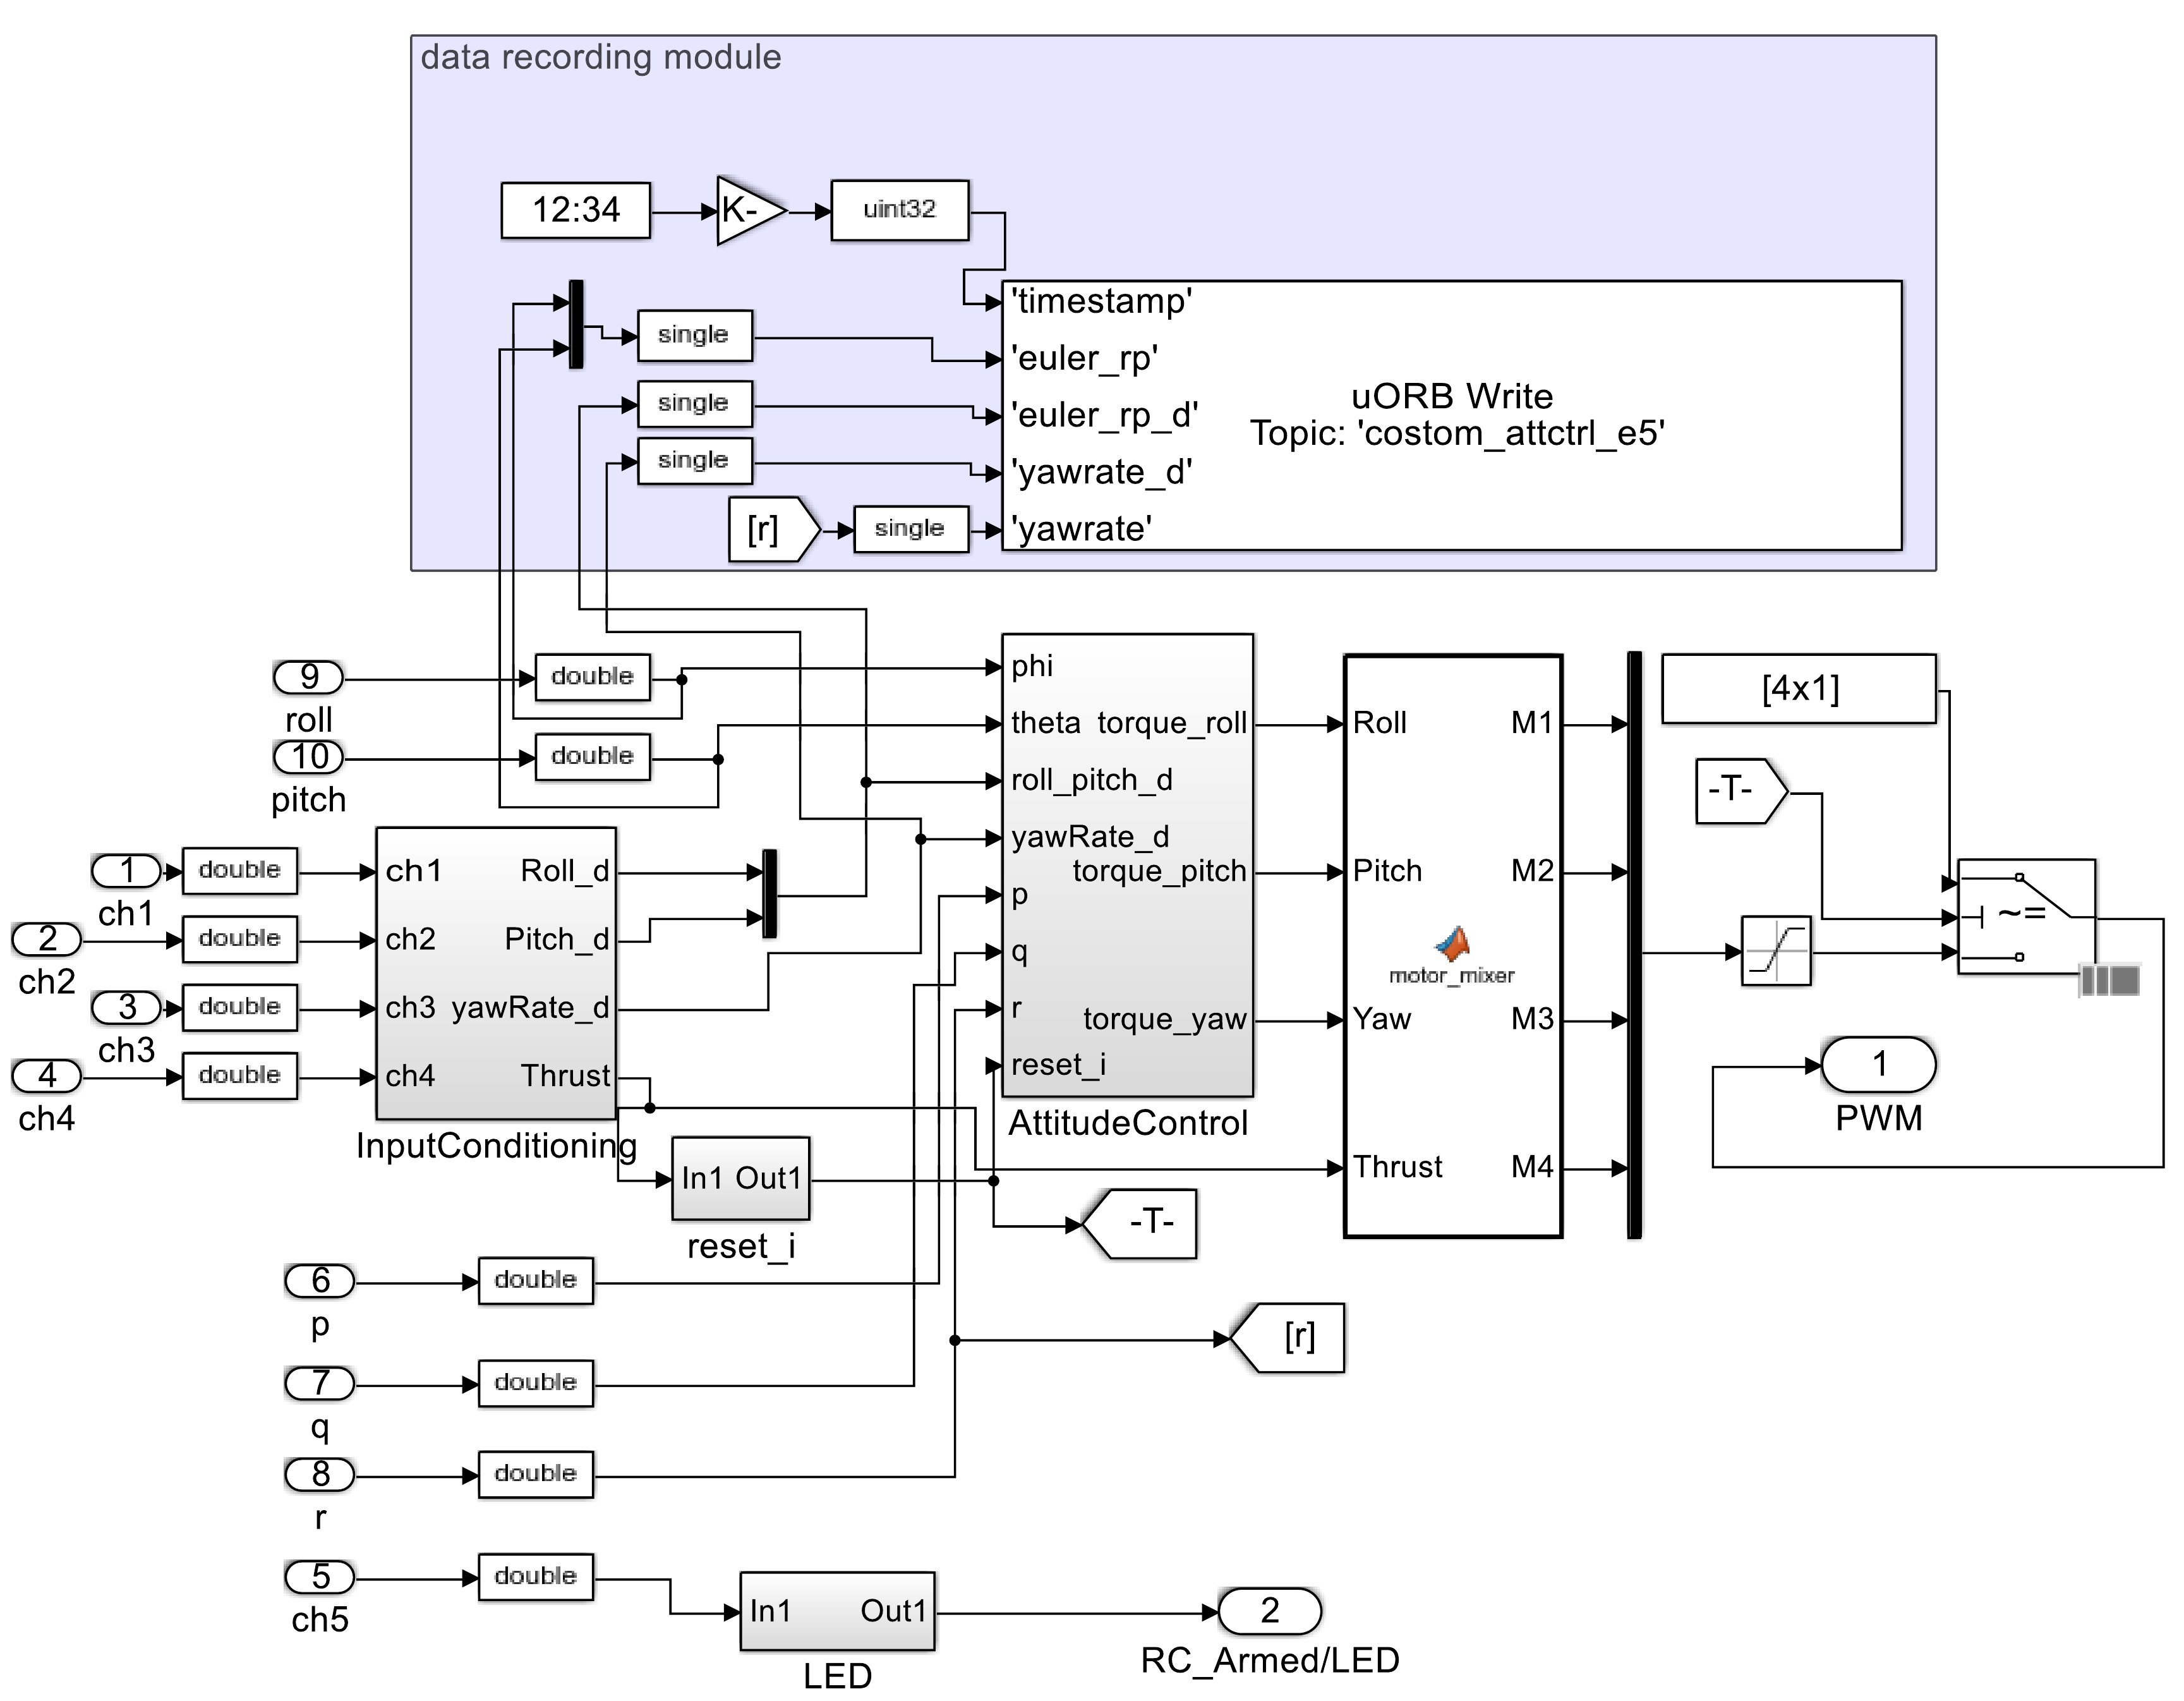 data recording module
12:34
K-
uint32
'timestamp'
single
'euler_rp'
single
'euler_rp_d'
uORB Write
Topic: 'costom_attctrl_e5'
single
'yawrate_d'
[r]
single
'yawrate'
9
double
roll
10
double
pitch
phi
theta
torque_roll
roll_pitch_d
yawRate_d
torque_pitch
p
q
r
torque_yaw
reset_i
AttitudeControl
Roll
M1
Pitch
M2
motor_mixer
Yaw
M3
Thrust
M4
[4x1]
-T-
~=
1
PWM
1
double
ch1
2
double
ch2
3
double
ch3
4
double
ch4
ch1
Roll_d
ch2
Pitch_d
ch3
yawRate_d
ch4
Thrust
InputConditioning
In1
Out1
reset_i
-T-
6
double
p
[r]
7
double
q
8
double
r
5
double
ch5
In1
Out1
LED
2
RC_Armed/LED